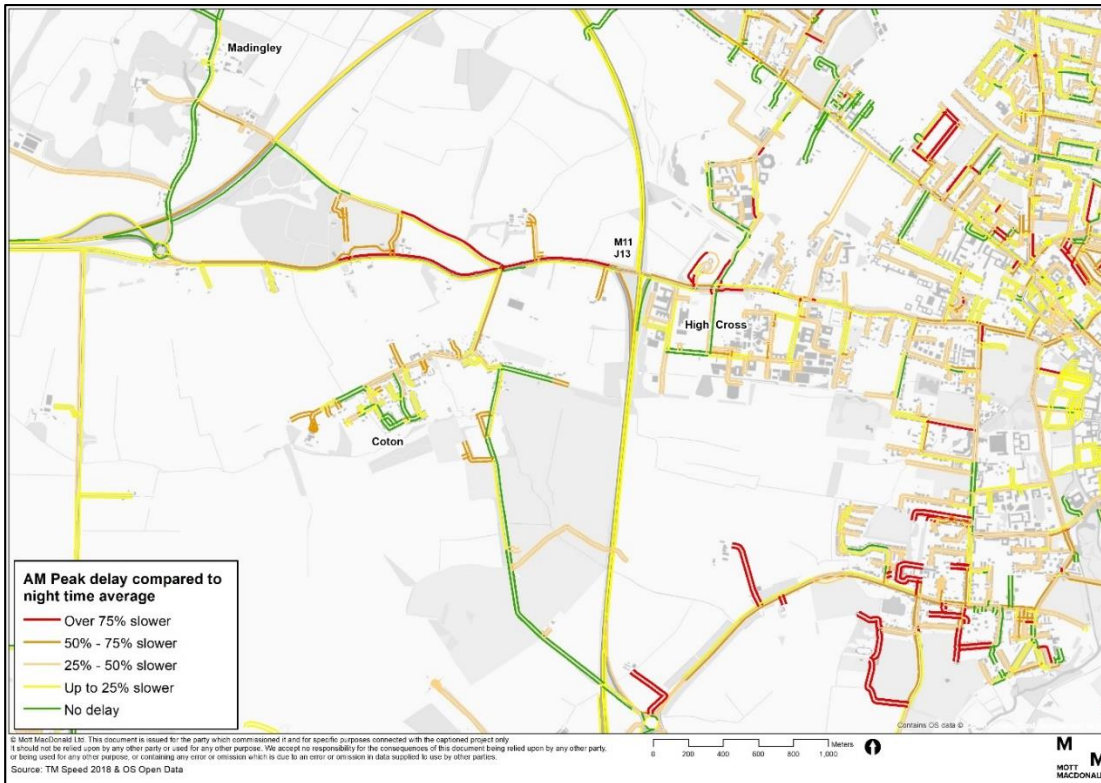 Madingley
M11
J13
High Cross
Coton
AM Peak delay compared to
night time average
Over 75% slower
50% - 75% slower
25% - 50% slower
Up to 25% slower
No delay
Contains OS data ©
© Mott MacDonald Ltd. This document is issued for the party which commissioned it and for specific purposes connected with the captioned project only.
It should not be relied upon by any other party or used for any other purpose. We accept no responsibility for the consequences of this document being relied upon by any other party,
or being used for any other purpose, or containing any error or omission which is due to an error or omission in data supplied to use by other parties.
Source: TM Speed 2018 & OS Open Data
Meters
0 200 400 600 800 1,000
M
M
MOTT
MACDONALD